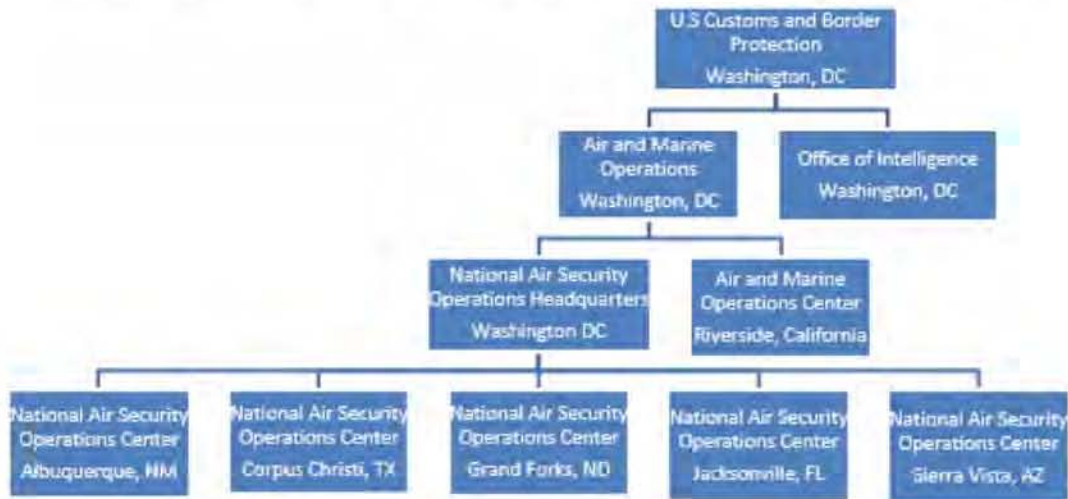 U.S Customs and Border
Protection
Washington, DC
Air and Marine
Operations
Washington, DC
Office of Intelligence
Washington, DC
National Air Security
Operations Headquarters
Washington DC
Air and Marine
Operations Center
Riverside, California
National Air Security
Operations Center
Albuquerque, NM
National Air Security
Operations Center
Corpus Christi, TX
National Air Security
Operations Center
Grand Forks, ND
National Air Security
Operations Center
Jacksonville, FL
National Air Security
Operations Center
Sierra Vista, AZ